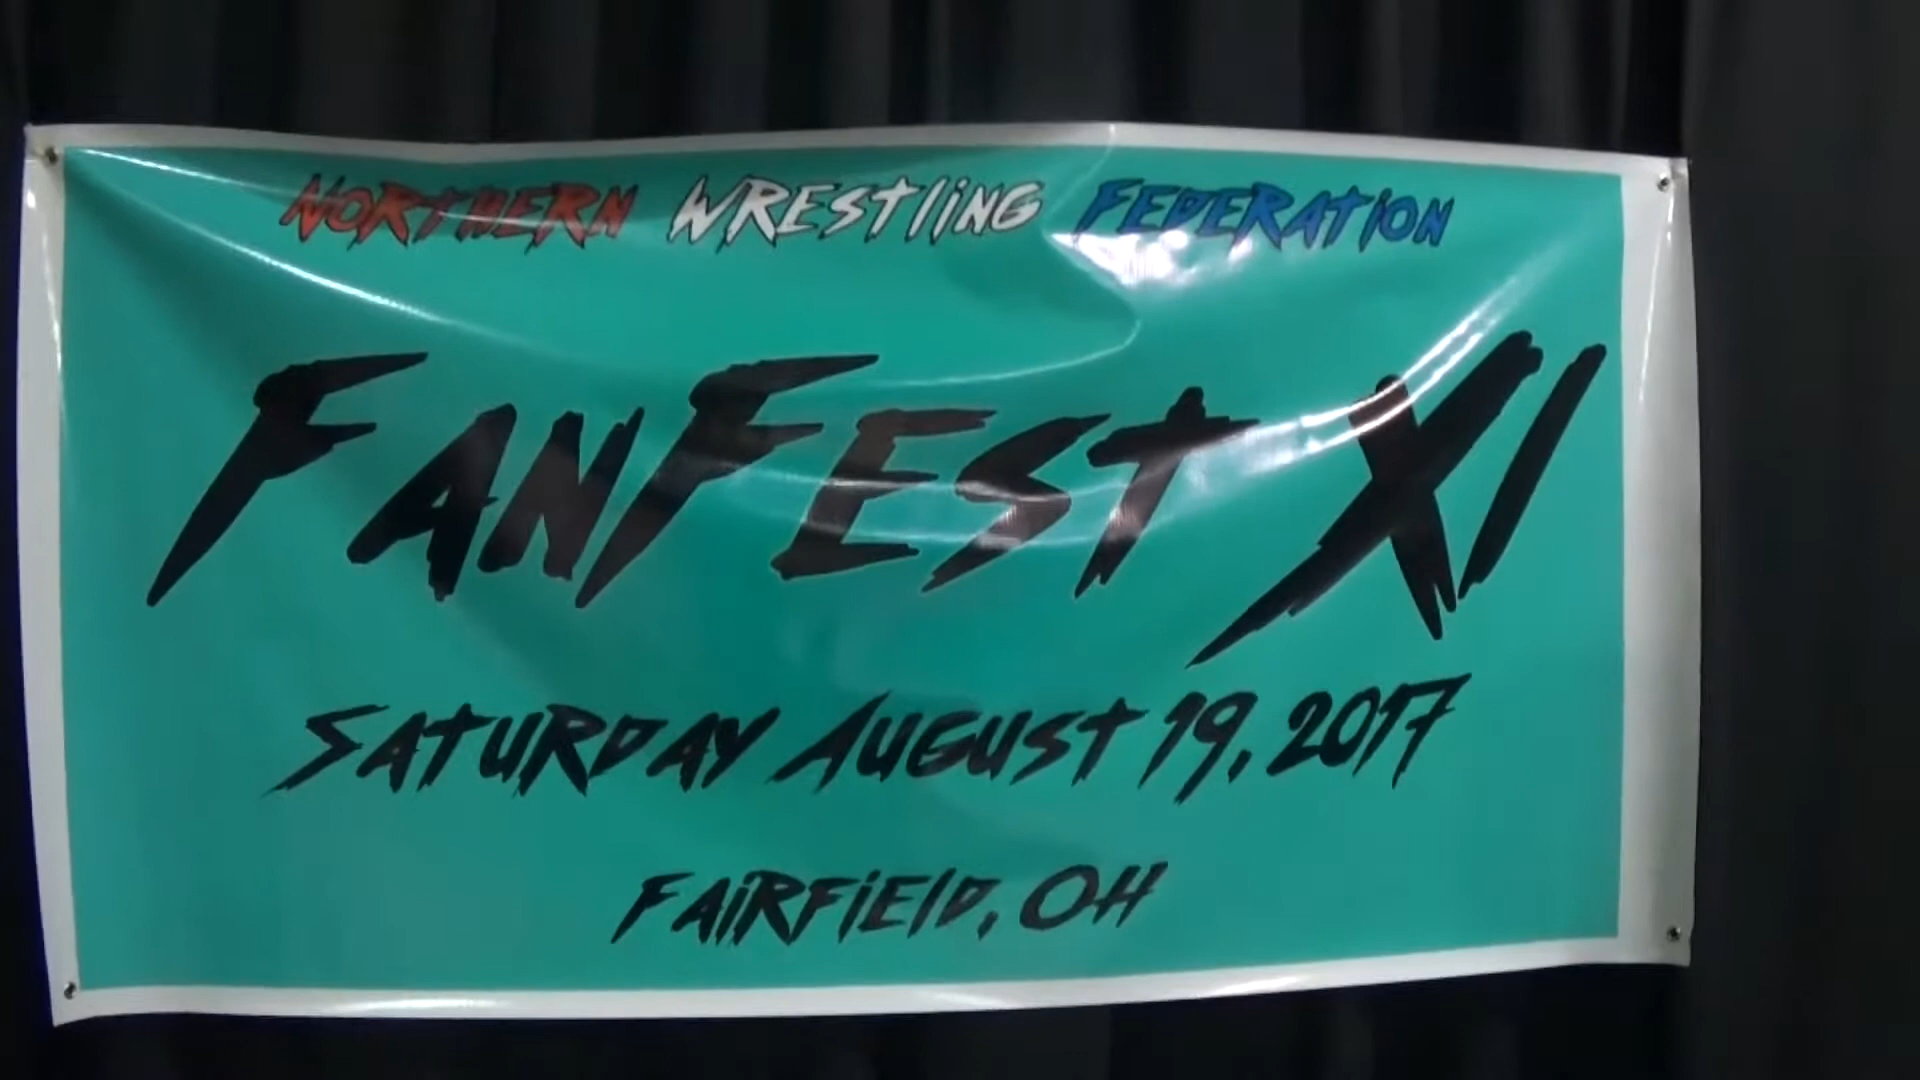 Northern Wrestling Federation
FanFest XI
Saturday August 19, 2017
Fairfield, OH